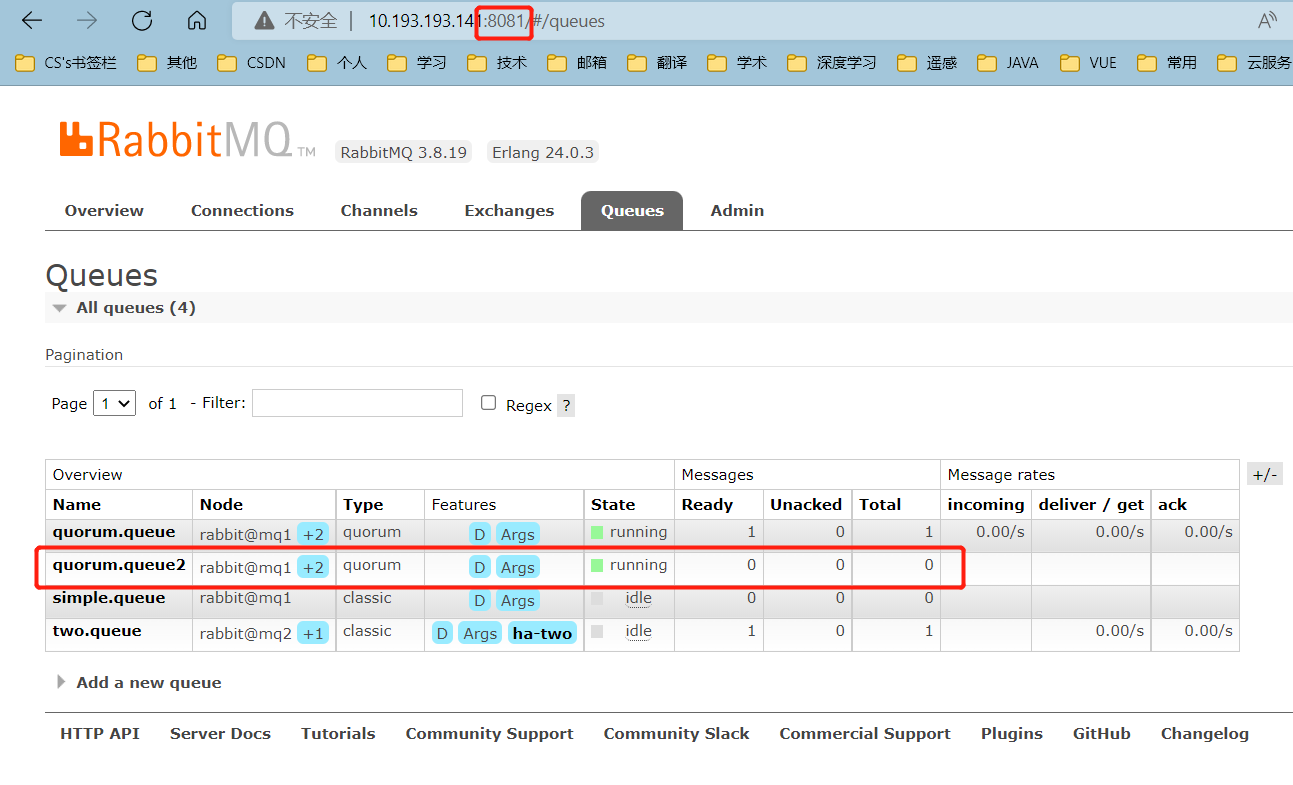 不安全 | 10.193.193.141:8081/#/queues
CS's书签栏 其他 CSDN 个人 学习 技术 邮箱 翻译 学术 深度学习 遥感 JAVA VUE 常用 云服务
RabbitMQ TM RabbitMQ 3.8.19 Erlang 24.0.3
Overview Connections Channels Exchanges Queues Admin
Queues
All queues (4)
Pagination
Page 1 of 1 - Filter: Regex ?
Overview Messages Message rates +/-
Name Node Type Features State Ready Unacked Total incoming deliver / get ack
quorum.queue rabbit@mq1 +2 quorum D Args running 1 0 1 0.00/s 0.00/s 0.00/s
quorum.queue2 rabbit@mq1 +2 quorum D Args running 0 0 0
simple.queue rabbit@mq1 classic D Args idle 0 0 0
two.queue rabbit@mq2 +1 classic D Args ha-two idle 1 0 1 0.00/s 0.00/s
Add a new queue
HTTP API Server Docs Tutorials Community Support Community Slack Commercial Support Plugins GitHub Changelog